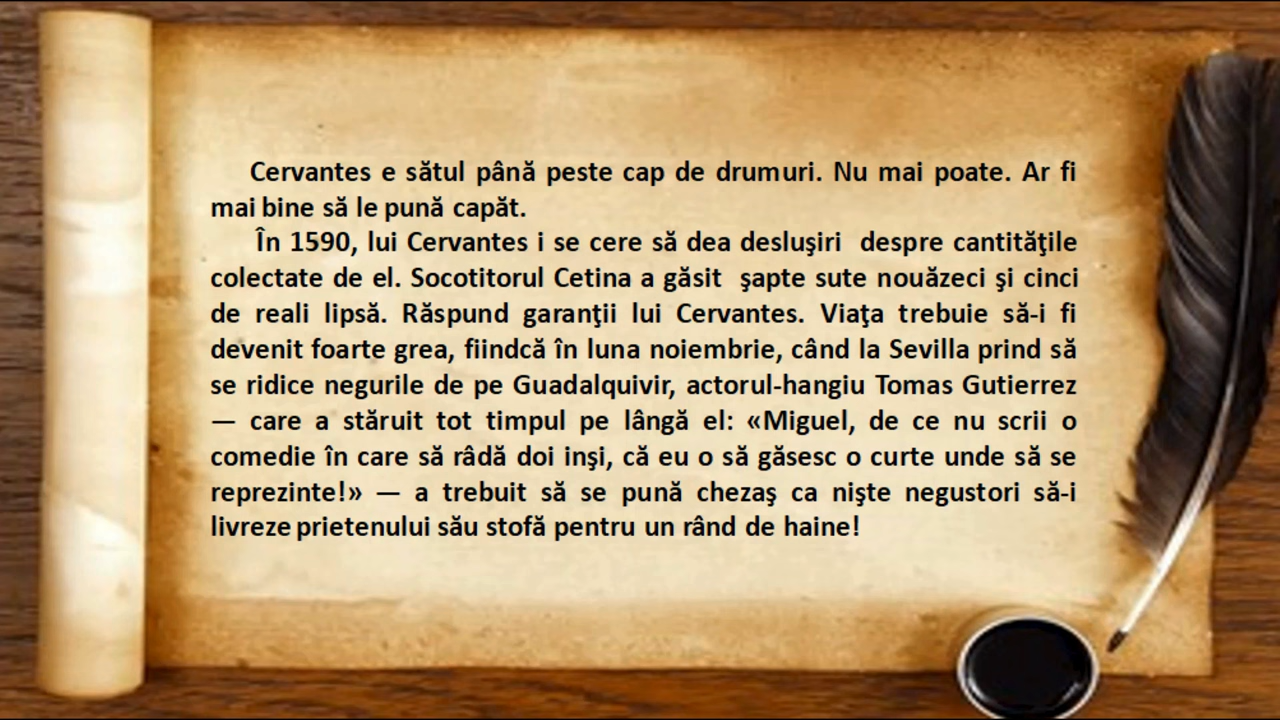 Cervantes e sătul până peste cap de drumuri. Nu mai poate. Ar fi
mai bine să le pună capăt.
În 1590, lui Cervantes i se cere să dea desluşiri despre cantităţile
colectate de el. Socotitorul Cetina a găsit şapte sute nouăzeci şi cinci
de reali lipsă. Răspund garanţii lui Cervantes. Viaţa trebuie să-i fi
devenit foarte grea, fiindcă în luna noiembrie, când la Sevilla prind să
se ridice negurile de pe Guadalquivir, actorul-hangiu Tomas Gutierrez
— care a stăruit tot timpul pe lângă el: «Miguel, de ce nu scrii o
comedie în care să râdă doi inşi, că eu o să găsesc o curte unde să se
reprezinte!» — a trebuit să se pună chezaş ca nişte negustori să-i
livreze prietenului său stofă pentru un rând de haine!